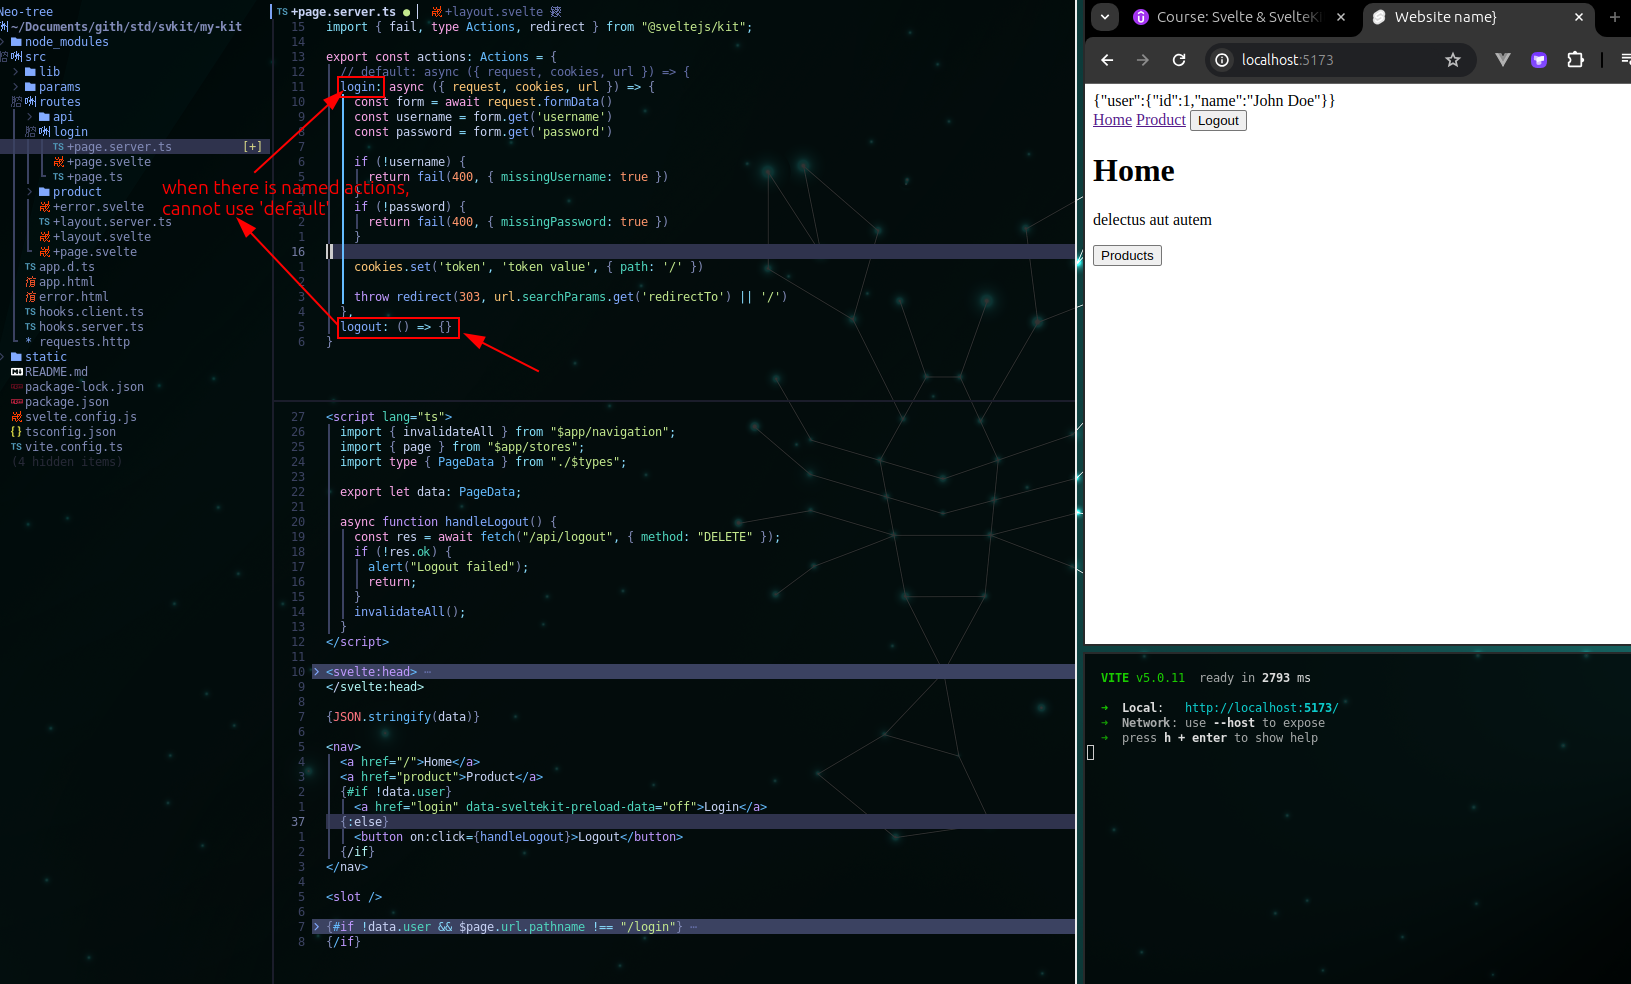 Neo-tree
~/Documents/gith/std/svkit/my-kit
node_modules
src
lib
params
routes
api
login
TS +page.server.ts [+]
+page.svelte
TS +page.ts
product
+error.svelte
TS +layout.server.ts
+layout.svelte
+page.svelte
TS app.d.ts
app.html
error.html
TS hooks.client.ts
TS hooks.server.ts
* requests.http
static
README.md
package-lock.json
package.json
svelte.config.js
{} tsconfig.json
TS vite.config.ts
(4 hidden items)
when there is named actions,
cannot use 'default'
TS +page.server.ts ● | +layout.svelte
15 import { fail, type Actions, redirect } from "@sveltejs/kit";
14
13 export const actions: Actions = {
12 // default: async ({ request, cookies, url }) => {
11 login: async ({ request, cookies, url }) => {
10 const form = await request.formData()
9 const username = form.get('username')
8 const password = form.get('password')
7
6 if (!username) {
5 return fail(400, { missingUsername: true })
if (!password) {
2 return fail(400, { missingPassword: true })
1 }
16
1 cookies.set('token', 'token value', { path: '/' })
2
3 throw redirect(303, url.searchParams.get('redirectTo') || '/')
4 },
5 logout: () => {}
6 }
27 <script lang="ts">
26 import { invalidateAll } from "$app/navigation";
25 import { page } from "$app/stores";
24 import type { PageData } from "./$types";
23
22 export let data: PageData;
21
20 async function handleLogout() {
19 const res = await fetch("/api/logout", { method: "DELETE" });
18 if (!res.ok) {
17 alert("Logout failed");
16 return;
15 }
14 invalidateAll();
13 }
12 </script>
11
10 <svelte:head> ⋯
9 </svelte:head>
8
7 {JSON.stringify(data)}
6
5 <nav>
4 <a href="/">Home</a>
3 <a href="product">Product</a>
2 {#if !data.user}
1 <a href="login" data-sveltekit-preload-data="off">Login</a>
37 {:else}
1 <button on:click={handleLogout}>Logout</button>
2 {/if}
3 </nav>
4
5 <slot />
6
7 {#if !data.user && $page.url.pathname !== "/login"} ⋯
8 {/if}
Course: Svelte & SvelteKi
Website name}
localhost:5173
{"user":{"id":1,"name":"John Doe"}}
Home Product Logout
Home
delectus aut autem
Products
VITE v5.0.11 ready in 2793 ms
➜ Local: http://localhost:5173/
➜ Network: use --host to expose
➜ press h + enter to show help